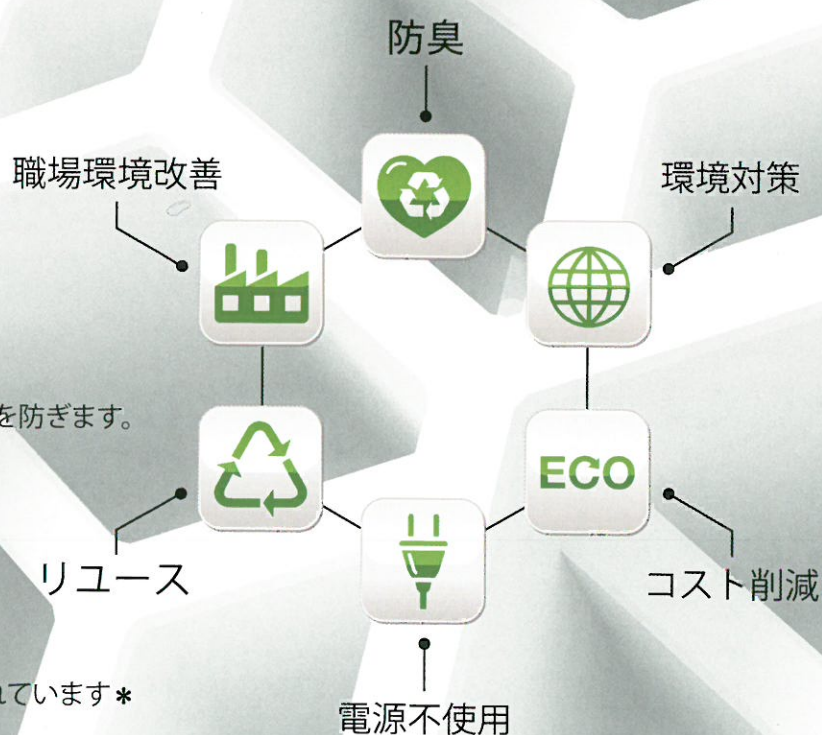 防臭
職場環境改善
環境対策
を防ぎます。
ECO
リユース
コスト削減
れています*
電源不使用